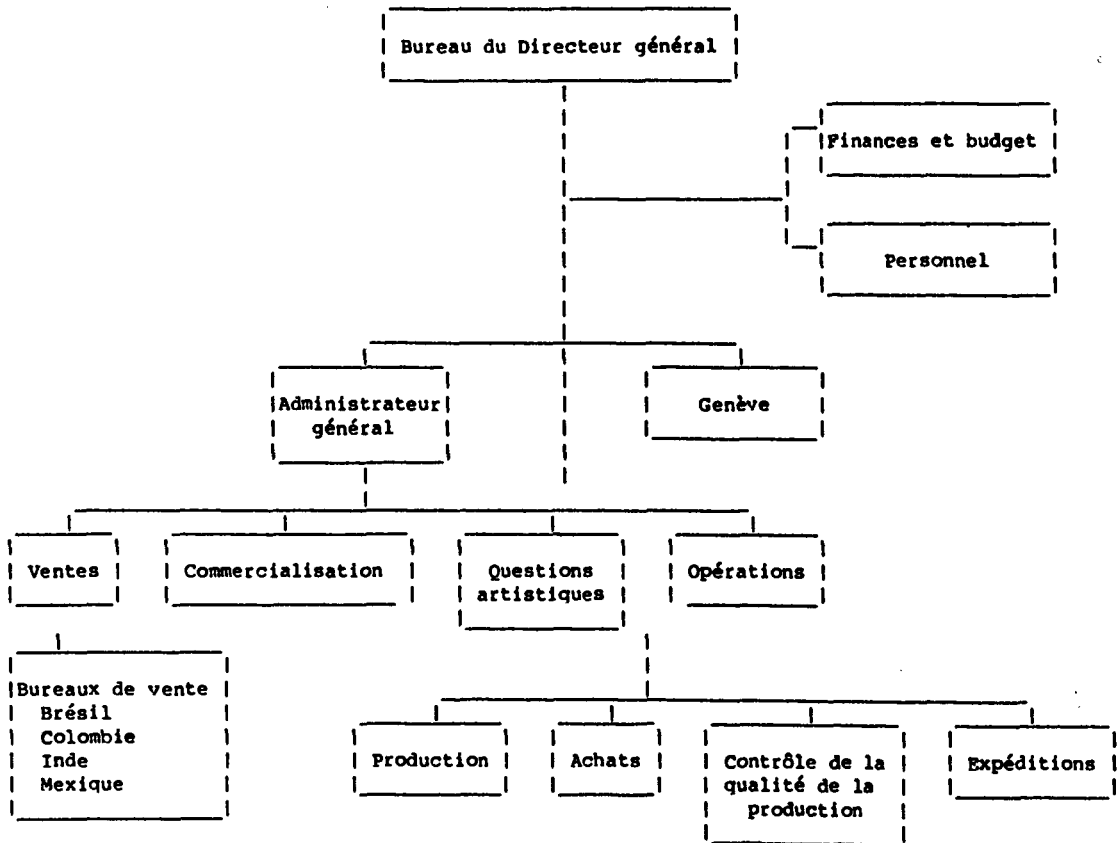 Bureau du Directeur général
Finances et budget
Personnel
Administrateur
général
Genève
Ventes
Commercialisation
Questions
artistiques
Opérations
Bureaux de vente
Brésil
Colombie
Inde
Mexique
Production
Achats
Contrôle de la
qualité de la
production
Expéditions